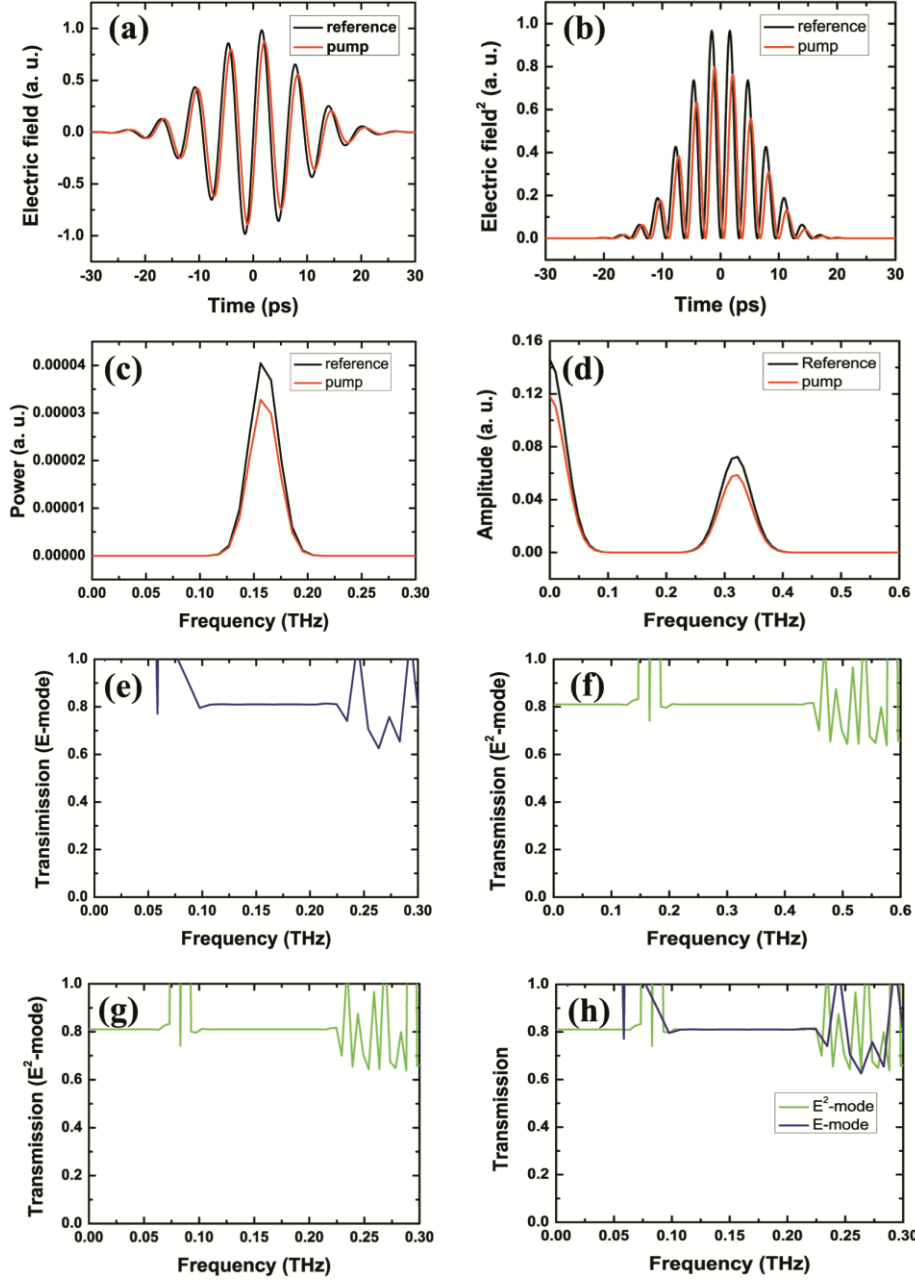 (a)
reference
pump
Electric field (a. u.)
1.0
0.5
0.0
-0.5
-1.0
-30 -20 -10 0 10 20 30
Time (ps)
(b)
reference
pump
Electric field² (a. u.)
1.0
0.8
0.6
0.4
0.2
0.0
-30 -20 -10 0 10 20 30
Time (ps)
(c)
reference
pump
Power (a. u.)
0.00004
0.00003
0.00002
0.00001
0.00000
0.00 0.05 0.10 0.15 0.20 0.25 0.30
Frequency (THz)
(d)
Reference
pump
Amplitude (a. u.)
0.16
0.12
0.08
0.04
0.00
0.0 0.1 0.2 0.3 0.4 0.5 0.6
Frequency (THz)
(e)
Transimission (E-mode)
1.0
0.8
0.6
0.4
0.2
0.0
0.00 0.05 0.10 0.15 0.20 0.25 0.30
Frequency (THz)
(f)
Transmission (E²-mode)
1.0
0.8
0.6
0.4
0.2
0.0
0.0 0.1 0.2 0.3 0.4 0.5 0.6
Frequency (THz)
(g)
Transmission (E²-mode)
1.0
0.8
0.6
0.4
0.2
0.0
0.00 0.05 0.10 0.15 0.20 0.25 0.30
Frequency (THz)
(h)
Transmission
1.0
0.8
0.6
0.4
0.2
0.0
E²-mode
E-mode
0.00 0.05 0.10 0.15 0.20 0.25 0.30
Frequency (THz)